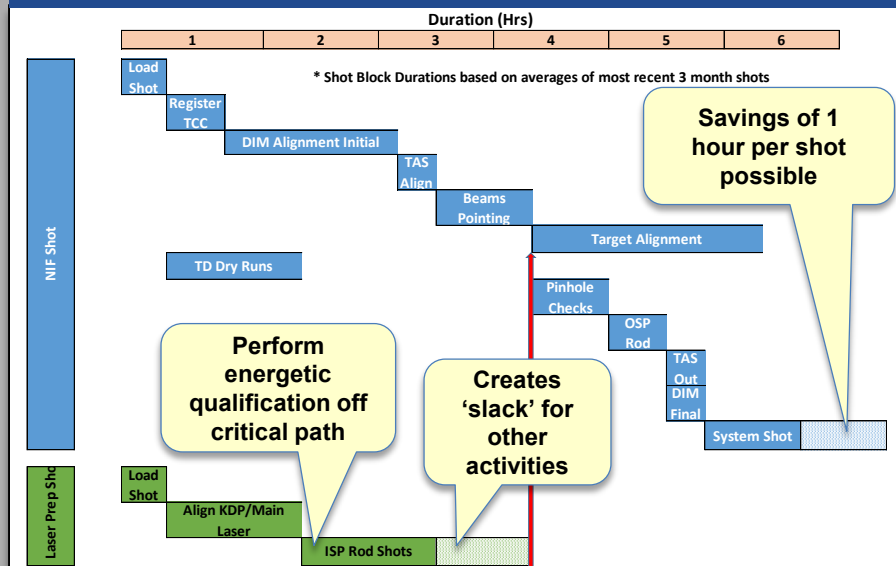 Duration (Hrs)
1 2 3 4 5 6
* Shot Block Durations based on averages of most recent 3 month shots
NIF Shot
Load
Shot
Register
TCC
DIM Alignment Initial
TAS
Align
Beams
Pointing
Target Alignment
TD Dry Runs
Pinhole
Checks
OSP
Rod
TAS
Out
DIM
Final
System Shot
Savings of 1
hour per shot
possible
Perform
energetic
qualification off
critical path
Creates
‘slack’ for
other
activities
Laser Prep Sho
Load
Shot
Align KDP/Main
Laser
ISP Rod Shots